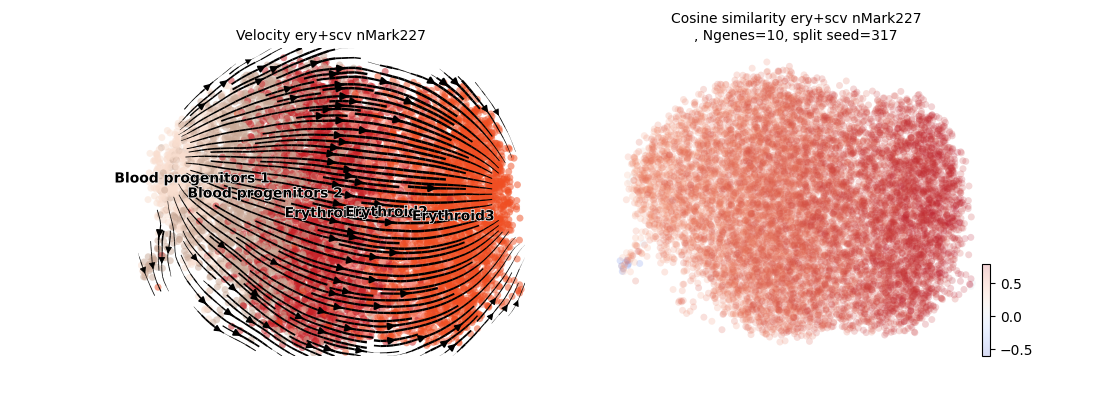 Velocity ery+scv nMark227
Cosine similarity ery+scv nMark227
, Ngenes=10, split seed=317
Blood progenitors 1
Blood progenitors 2
Erythroid3
0.5
0.0
−0.5